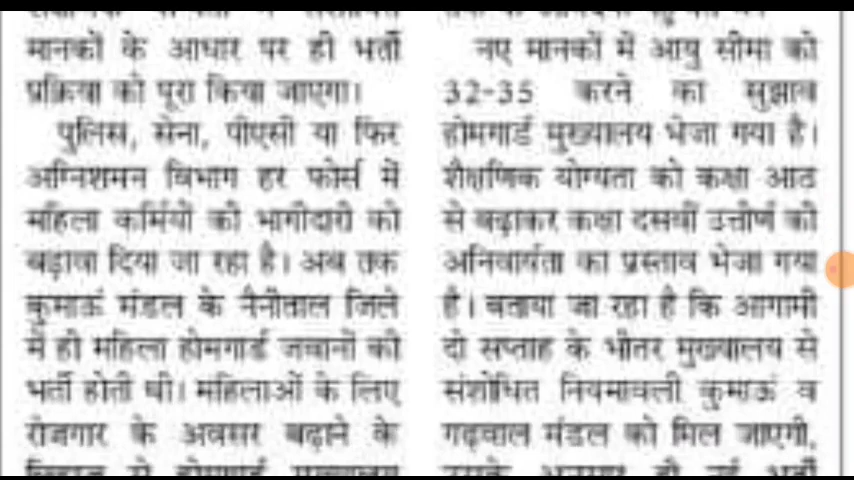 मानकों के आधार पर ही भर्ती
प्रक्रिया को पूरा किया जाएगा।
पुलिस, सेना, पीएसी या फिर
अग्निशमन विभाग हर फोर्स में
महिला कर्मियों की भागीदारी को
बढ़ावा दिया जा रहा है। अब तक
कुमाऊं मंडल के नैनीताल जिले
में ही महिला होमगार्ड जवानों की
भर्ती होती थी। महिलाओं के लिए
रोजगार के अवसर बढ़ाने के
नए मानकों में आयु सीमा को
32-35 करने का सुझाव
होमगार्ड मुख्यालय भेजा गया है।
शैक्षणिक योग्यता को कक्षा आठ
से बढ़ाकर कक्षा दसवीं उत्तीर्ण की
अनिवार्यता का प्रस्ताव भेजा गया
है। बताया जा रहा है कि आगामी
दो सप्ताह के भीतर मुख्यालय से
संशोधित नियमावली कुमाऊं व
गढ़वाल मंडल को मिल जाएगी,